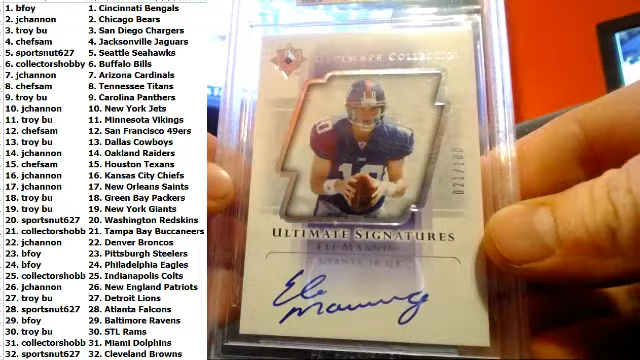 1. bfoy 1. Cincinnati Bengals
2. jchannon 2. Chicago Bears
3. troy bu 3. San Diego Chargers
4. chefsam 4. Jacksonville Jaguars
5. sportsnut627 5. Seattle Seahawks
6. collectorshobby 6. Buffalo Bills
7. jchannon 7. Arizona Cardinals
8. chefsam 8. Tennessee Titans
9. troy bu 9. Carolina Panthers
10. jchannon 10. New York Jets
11. troy bu 11. Minnesota Vikings
12. chefsam 12. San Francisco 49ers
13. troy bu 13. Dallas Cowboys
14. jchannon 14. Oakland Raiders
15. chefsam 15. Houston Texans
16. jchannon 16. Kansas City Chiefs
17. jchannon 17. New Orleans Saints
18. troy bu 18. Green Bay Packers
19. troy bu 19. New York Giants
20. sportsnut627 20. Washington Redskins
21. collectorshobb 21. Tampa Bay Buccaneers
22. jchannon 22. Denver Broncos
23. bfoy 23. Pittsburgh Steelers
24. bfoy 24. Philadelphia Eagles
25. collectorshobb 25. Indianapolis Colts
26. jchannon 26. New England Patriots
27. troy bu 27. Detroit Lions
28. sportsnut627 28. Atlanta Falcons
29. bfoy 29. Baltimore Ravens
30. troy bu 30. STL Rams
31. collectorshobb 31. Miami Dolphins
32. sportsnut627 32. Cleveland Browns
ULTIMATE COLLECTION
10
10
021/100
ULTIMATE SIGNATURES
ELI MANNING
GIANTS 10 QB
Eli Manning